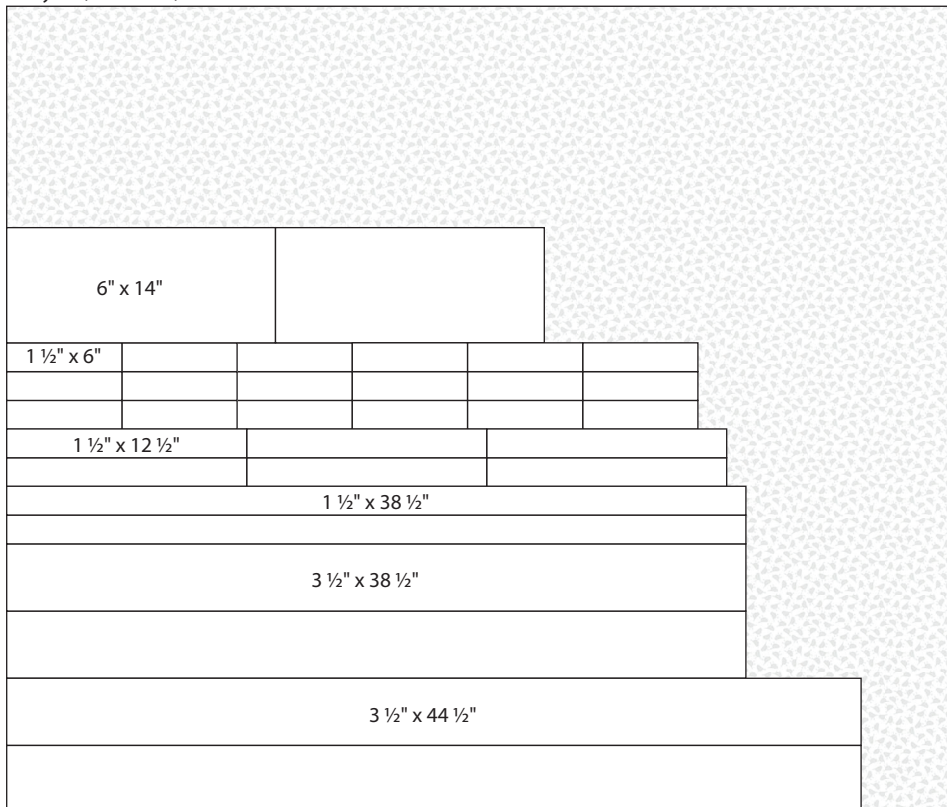 6" x 14"
1 ½" x 6"
1 ½" x 12 ½"
1 ½" x 38 ½"
3 ½" x 38 ½"
3 ½" x 44 ½"